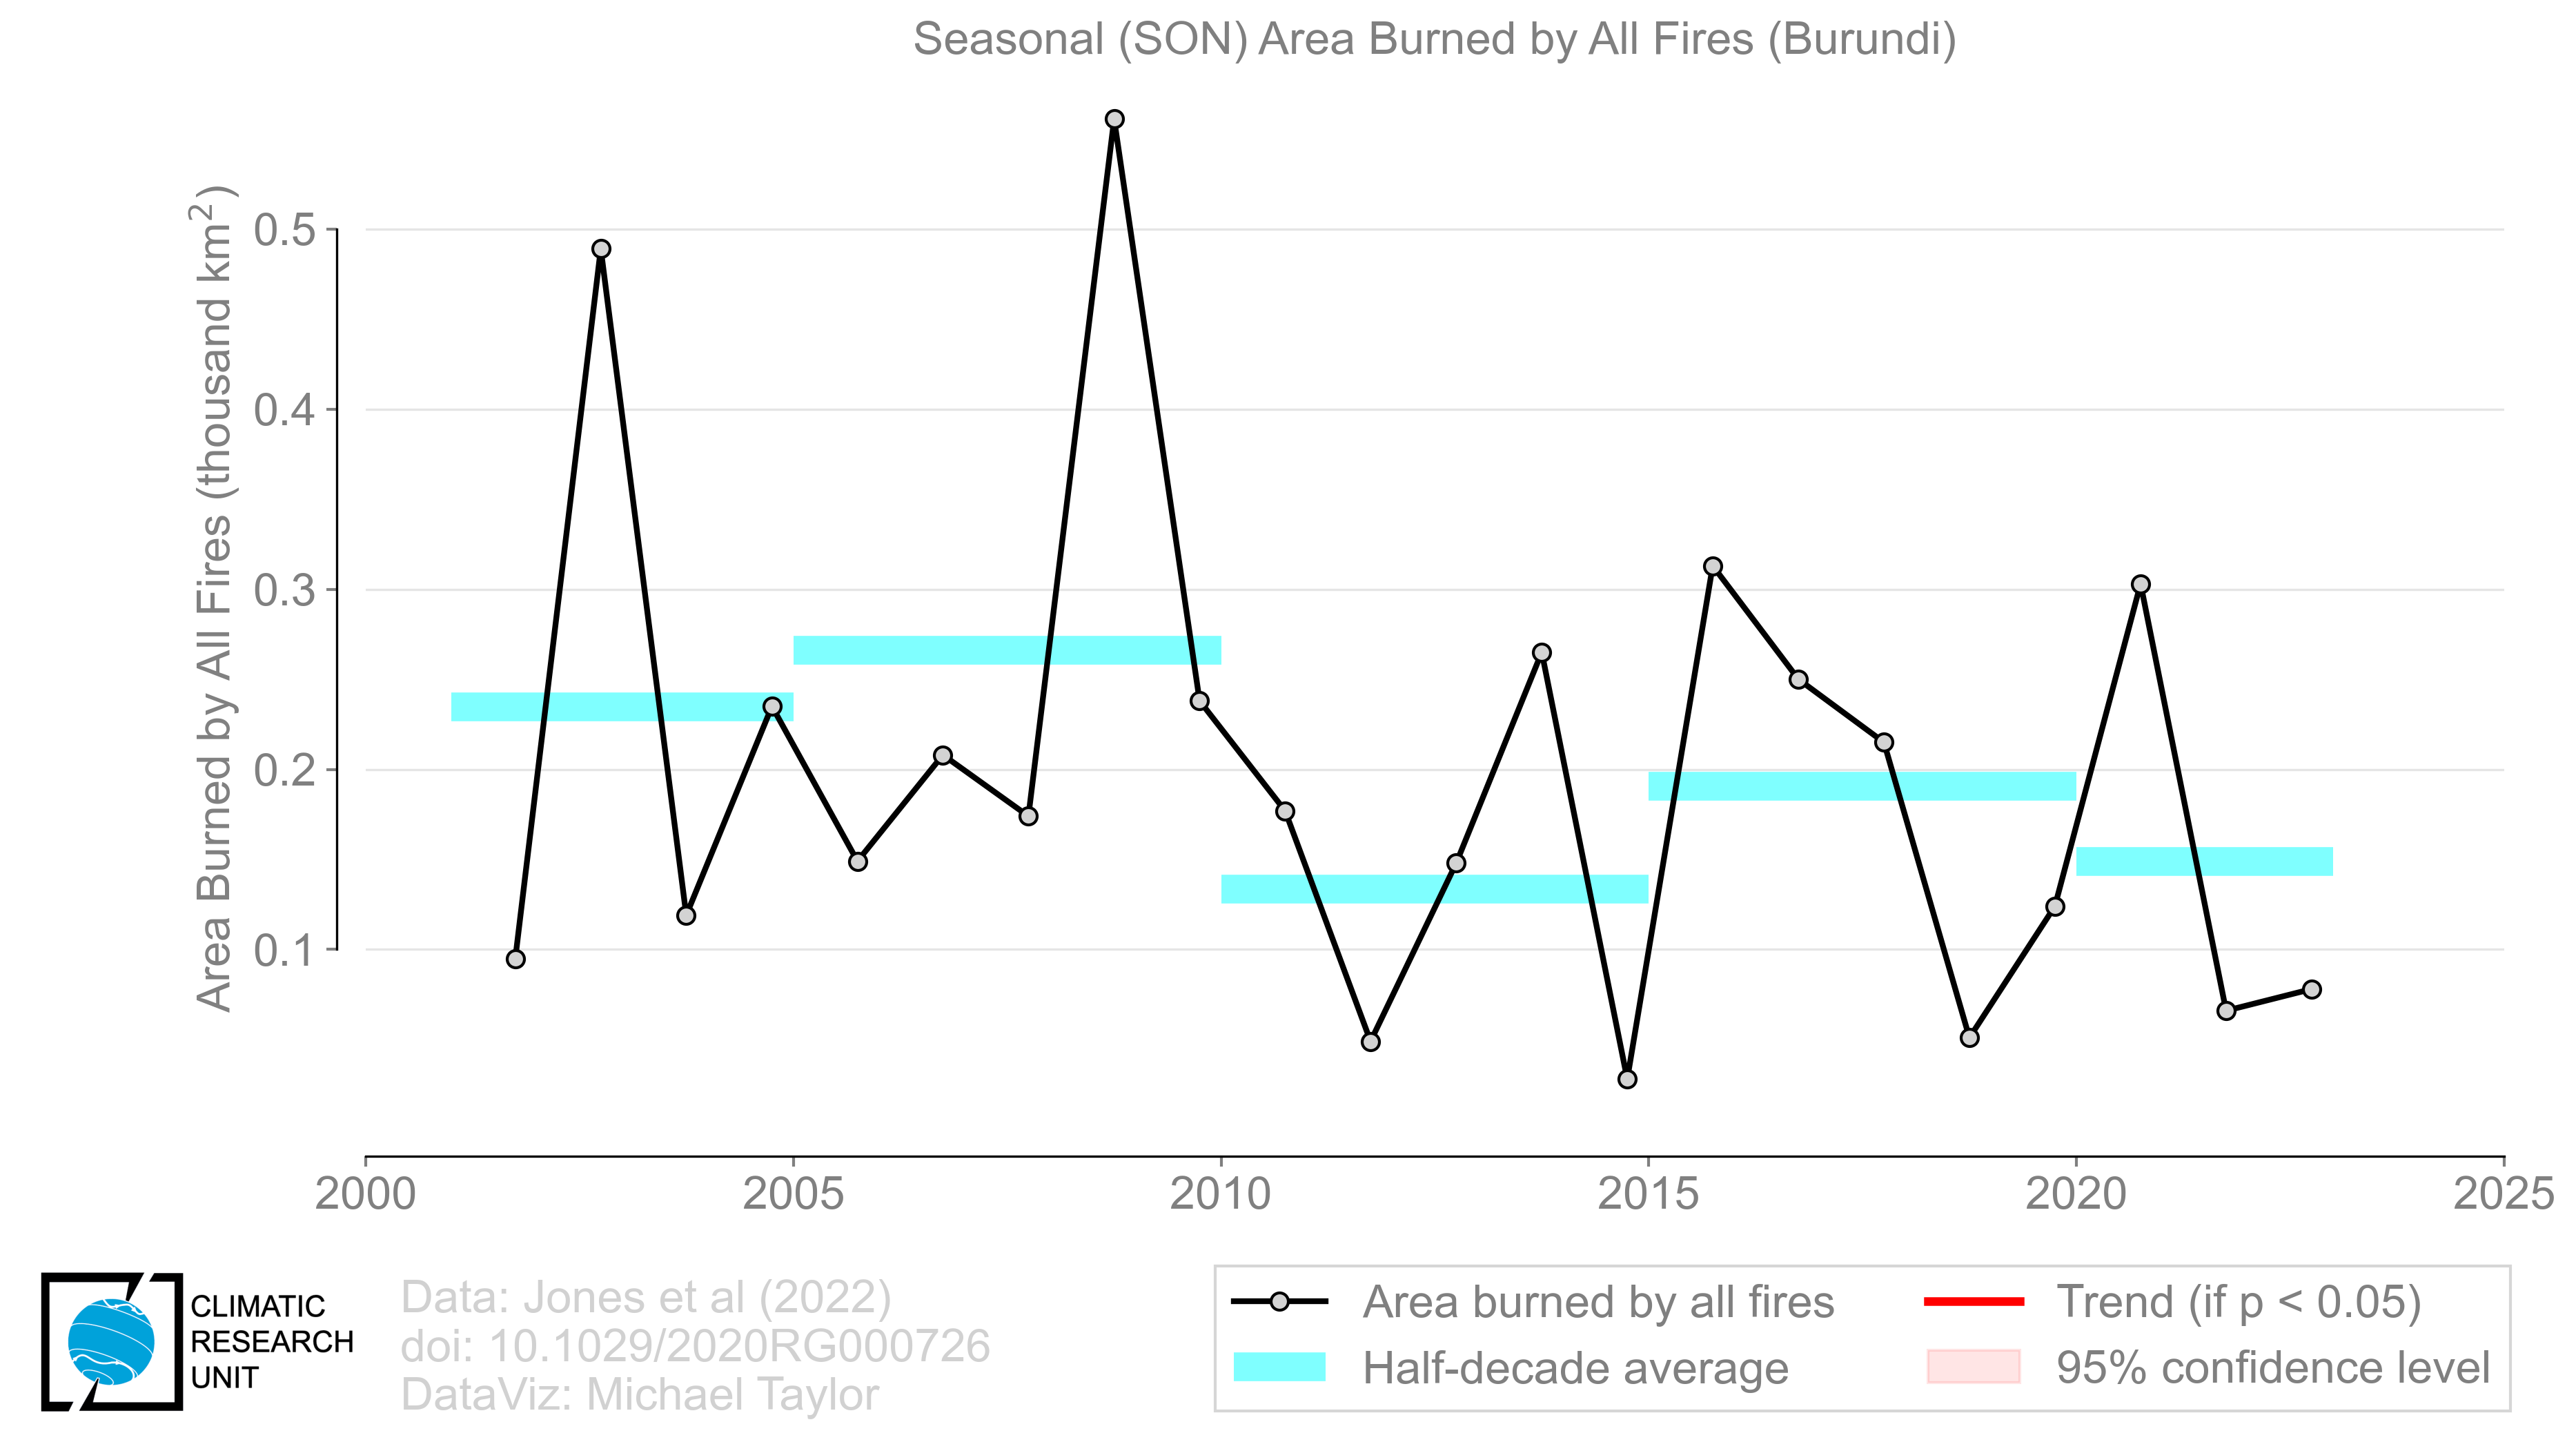 Seasonal (SON) Area Burned by All Fires (Burundi)
Area Burned by All Fires (thousand km²)
0.5
0.4
0.3
0.2
0.1
2000 2005 2010 2015 2020 2025
CLIMATIC
RESEARCH
UNIT
Data: Jones et al (2022)
doi: 10.1029/2020RG000726
DataViz: Michael Taylor
Area burned by all fires
Half-decade average
Trend (if p < 0.05)
95% confidence level